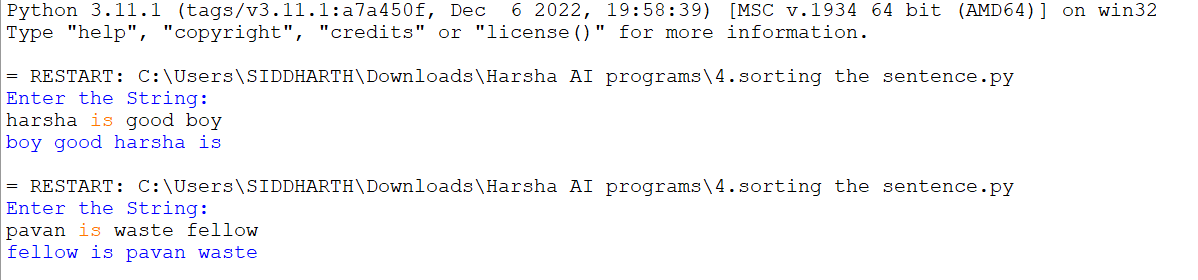 Python 3.11.1 (tags/v3.11.1:a7a450f, Dec  6 2022, 19:58:39) [MSC v.1934 64 bit (AMD64)] on win32
Type "help", "copyright", "credits" or "license()" for more information.
= RESTART: C:\Users\SIDDHARTH\Downloads\Harsha AI programs\4.sorting the sentence.py
Enter the String:
harsha is good boy
boy good harsha is
= RESTART: C:\Users\SIDDHARTH\Downloads\Harsha AI programs\4.sorting the sentence.py
Enter the String:
pavan is waste fellow
fellow is pavan waste